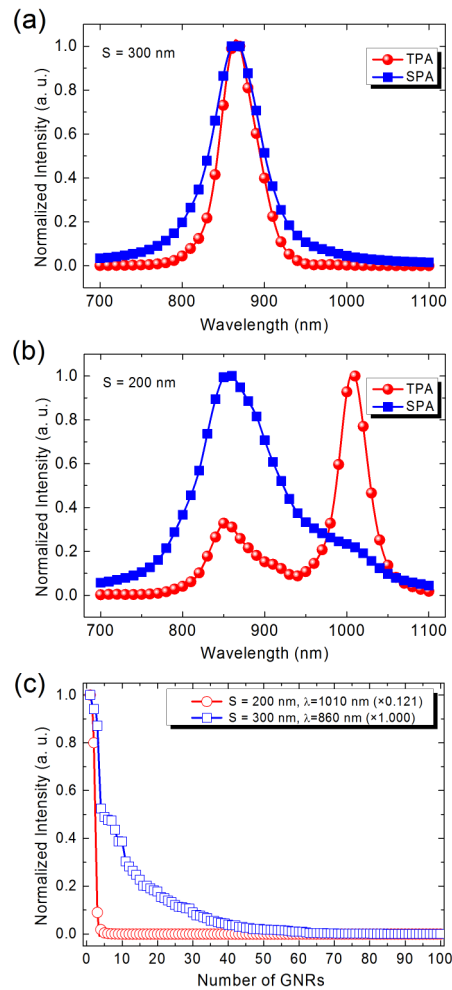 (a)
S = 300 nm
TPA
SPA
Normalized Intensity (a. u.)
1.0
0.8
0.6
0.4
0.2
0.0
700 800 900 1000 1100
Wavelength (nm)
(b)
S = 200 nm
TPA
SPA
Normalized Intensity (a. u.)
1.0
0.8
0.6
0.4
0.2
0.0
700 800 900 1000 1100
Wavelength (nm)
(c)
S = 200 nm, λ=1010 nm (×0.121)
S = 300 nm, λ=860 nm (×1.000)
Normalized Intensity (a. u.)
1.0
0.8
0.6
0.4
0.2
0.0
0 10 20 30 40 50 60 70 80 90 100
Number of GNRs